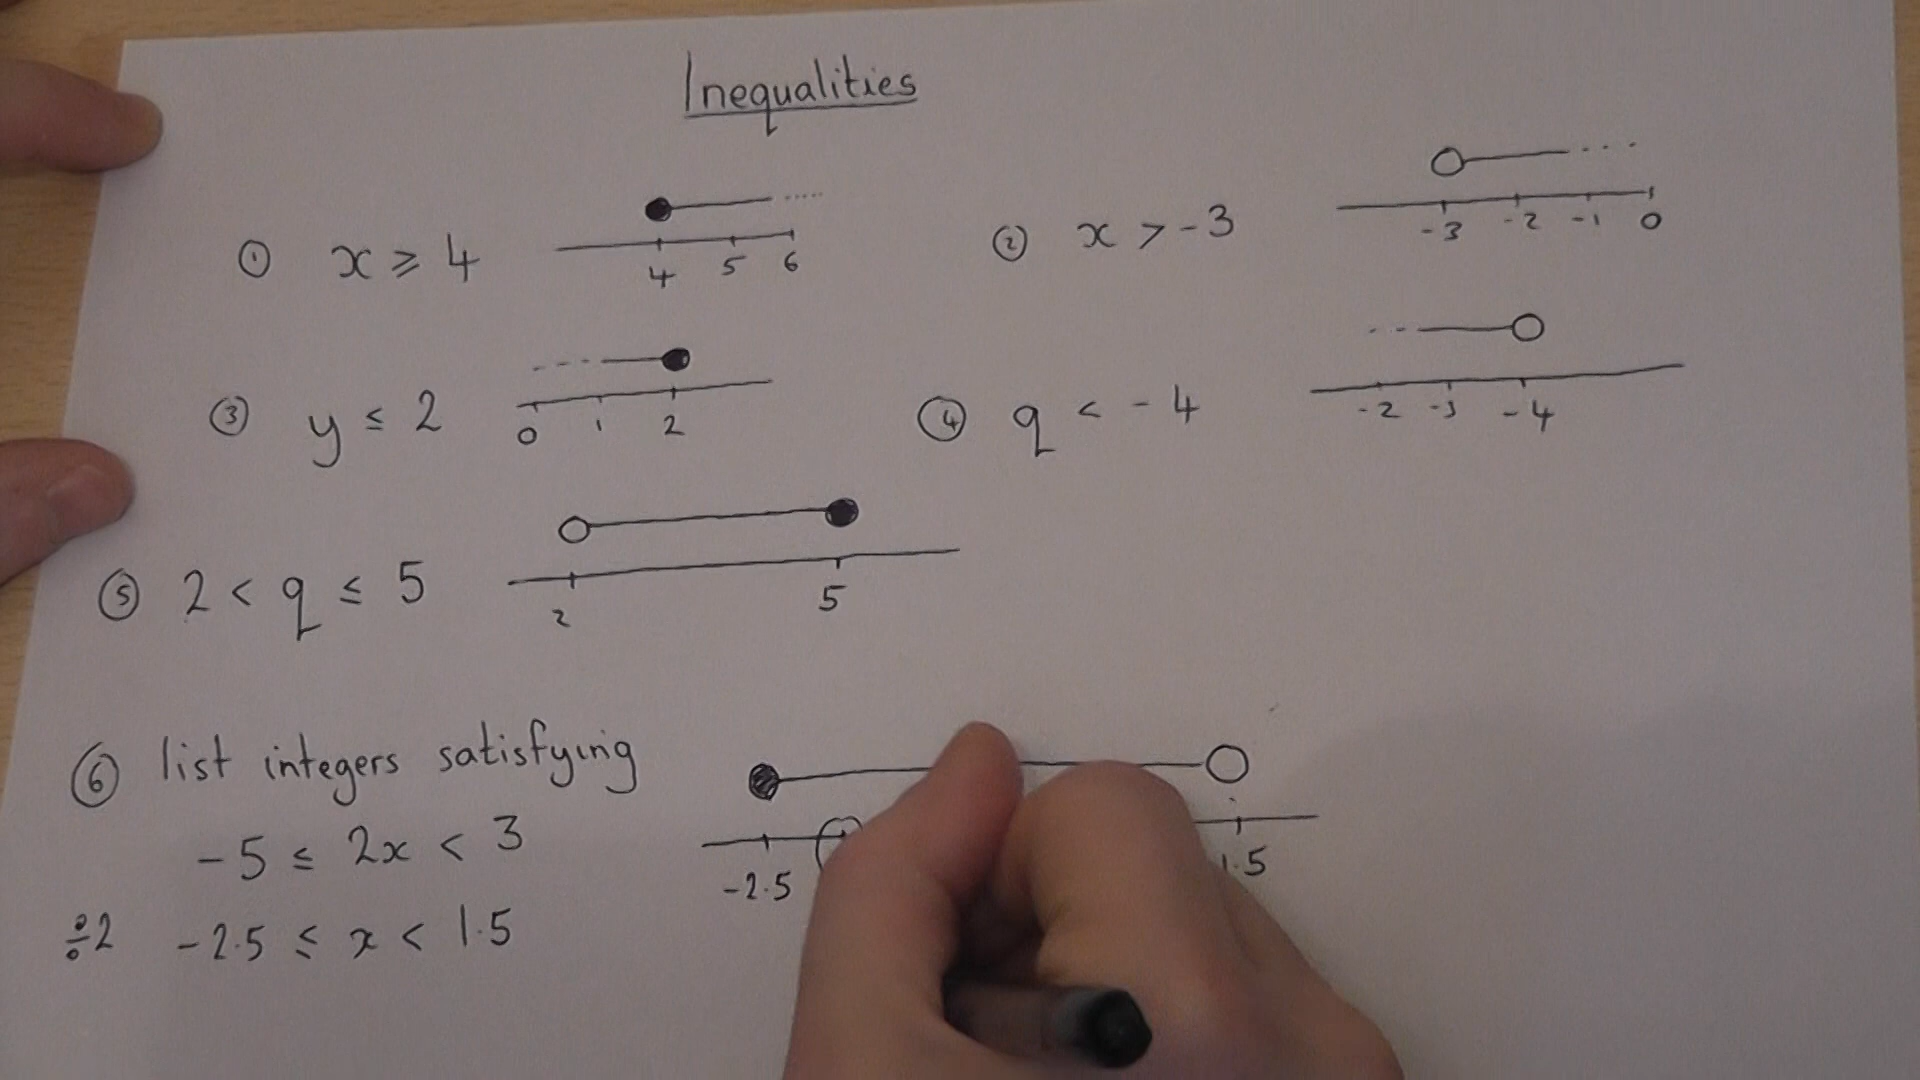 Inequalities
① x ≥ 4
4 5 6
② x > -3
-3 -2 -1 0
③ y ≤ 2
0 1 2
④ q < -4
-2 -3 -4
⑤ 2 < q ≤ 5
2 5
⑥ list integers satisfying
-5 ≤ 2x < 3
÷2 -2.5 ≤ x < 1.5
-2.5 1.5